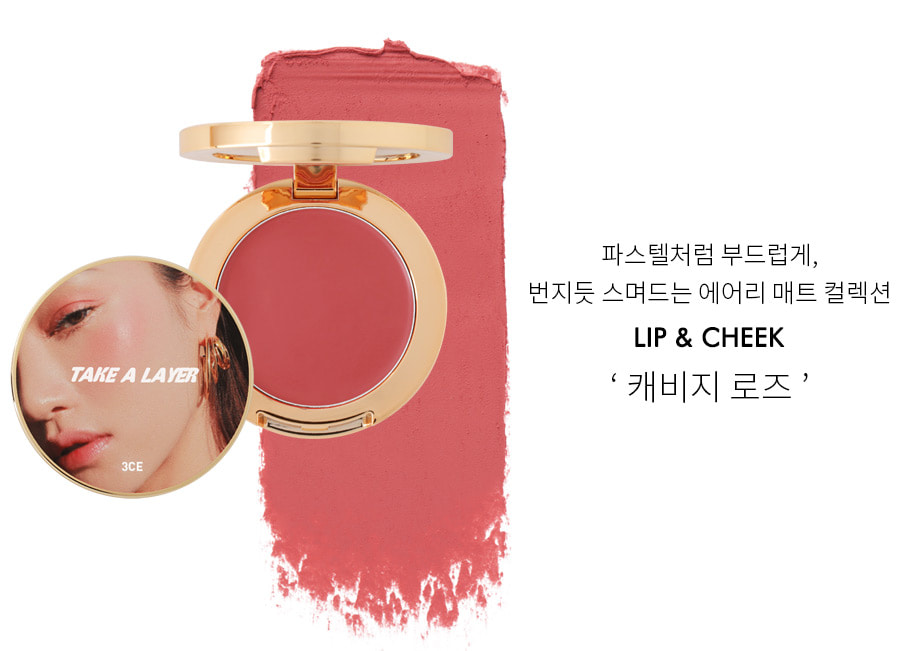 파스텔처럼 부드럽게,
번지듯 스며드는 에어리 매트 컬렉션
LIP & CHEEK
‘ 캐비지 로즈 ’
TAKE A LAYER
3CE